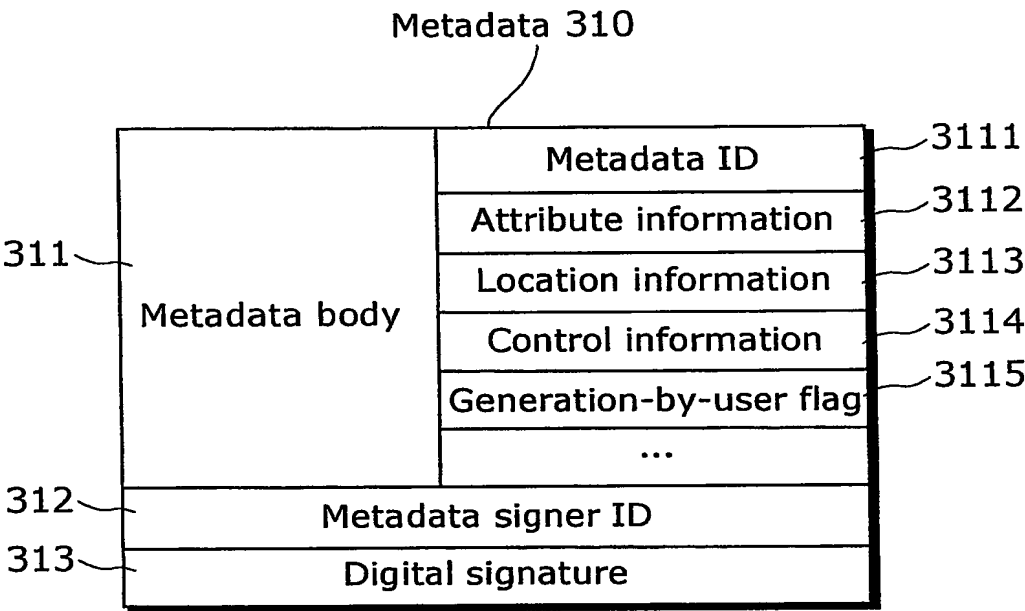 Metadata 310
Metadata ID 3111
Attribute information 3112
311 Location information 3113
Metadata body
Control information 3114
Generation-by-user flag 3115
...
312 Metadata signer ID
313 Digital signature